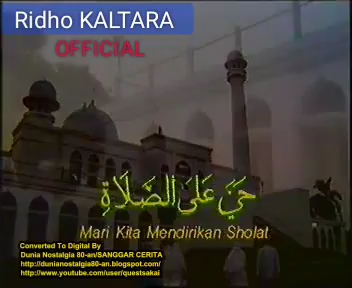 Ridho KALTARA
OFFICIAL
حَيَّ عَلَى الصَّلَاةِ
Mari Kita Mendirikan Sholat
Converted To Digital By
Dunia Nostalgia 80-an/SANGGAR CERITA
http://dunianostalgia80-an.blogspot.com/
http://www.youtube.com/user/questsakai